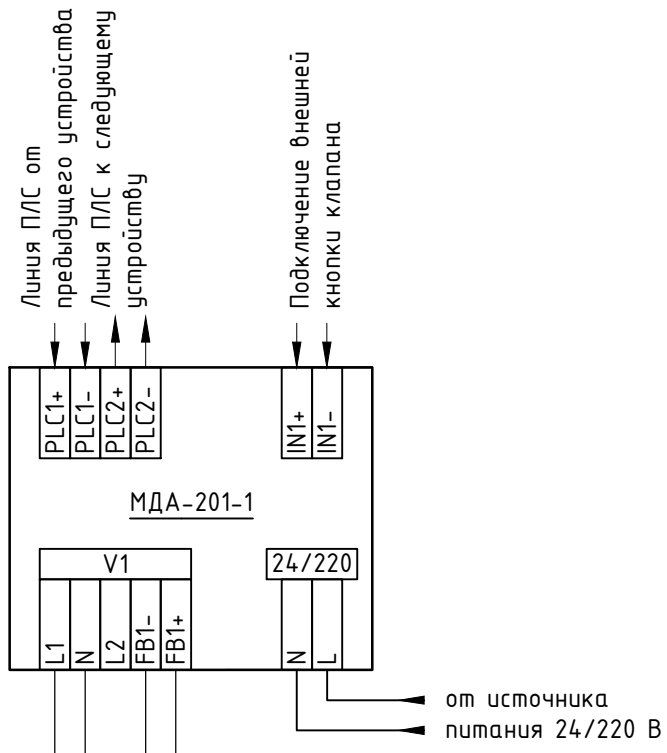 Линия ПЛС от
предыдущего устройства
Линия ПЛС к следующему
устройству
Подключение внешней
кнопки клапана
PLC1+
PLC1-
PLC2+
PLC2-
IN1+
IN1-
МДА-201-1
V1
24/220
L1
N
L2
FB1-
FB1+
N
L
от источника
питания 24/220 В